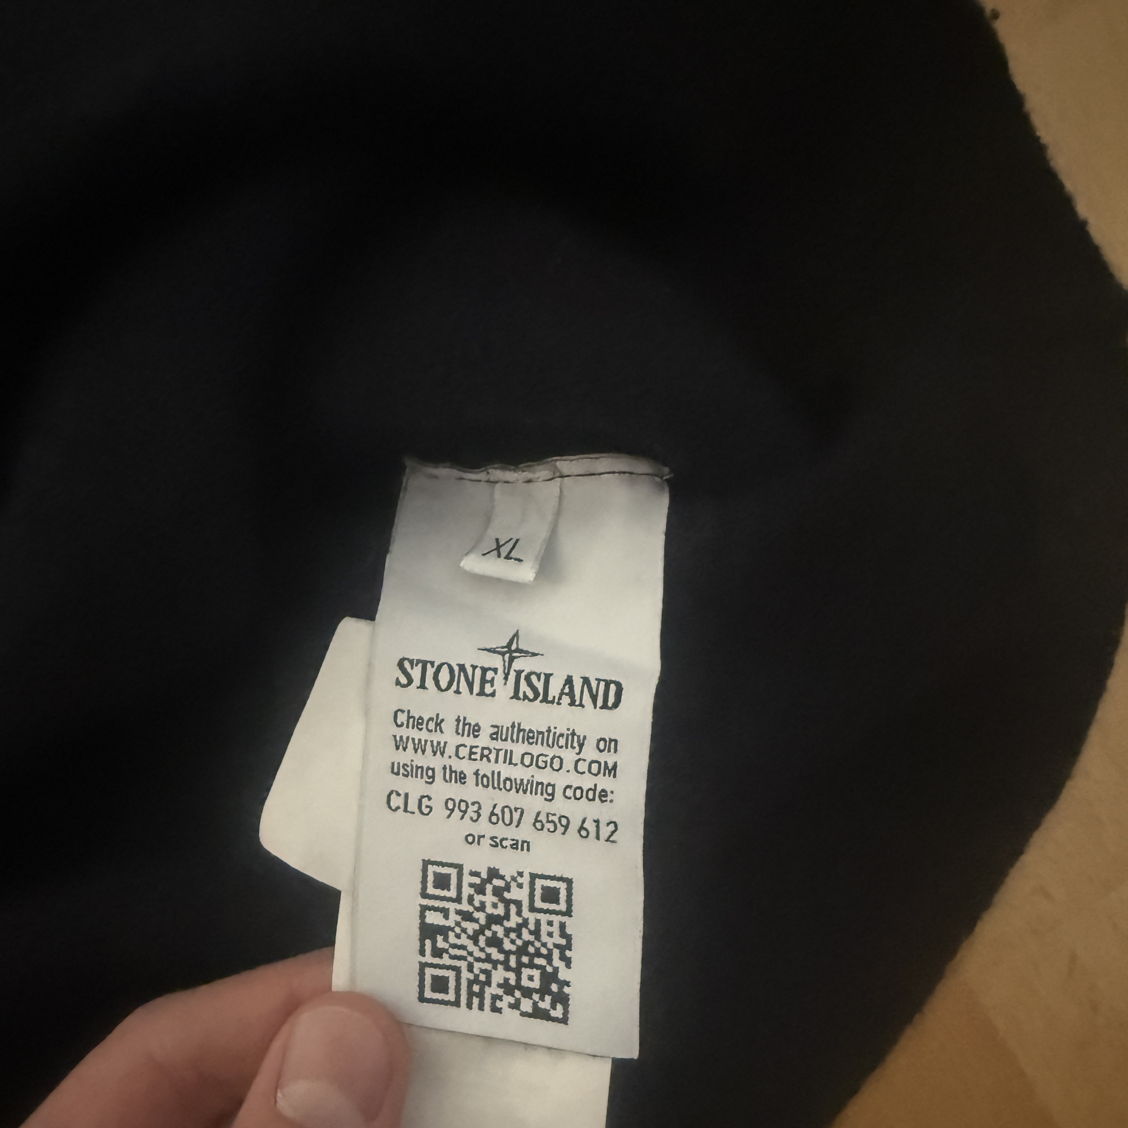 XL
STONE ISLAND
Check the authenticity on
WWW.CERTILOGO.COM
using the following code:
CLG 993 607 659 612
or scan